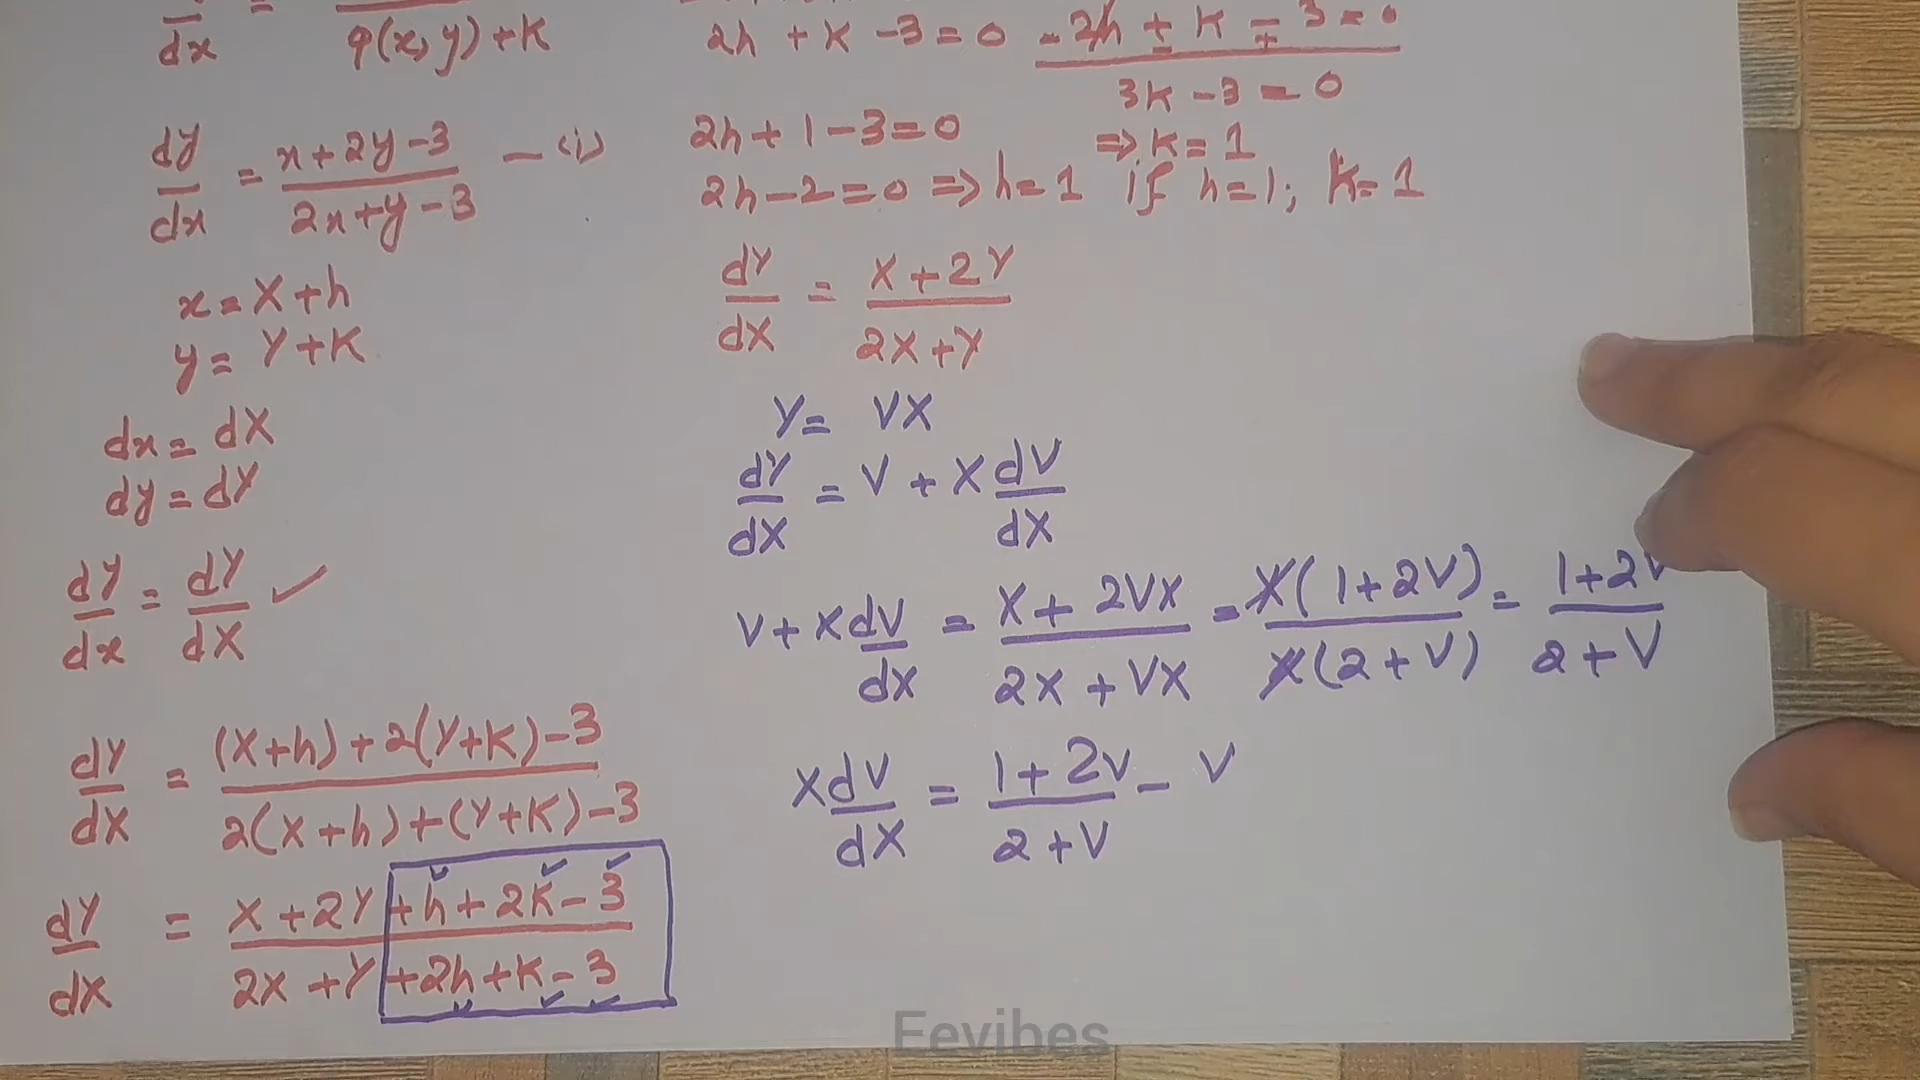 dx = q(x,y)+K
dy/dx = x+2y-3/2x+y-3 — (i)
x = X+h
y = Y+K
dx = dX
dy = dY
dy/dx = dY/dX ✓
dY/dX = (X+h)+2(Y+K)-3/2(X+h)+(Y+K)-3
dY/dX = X+2Y+h+2K-3/2X+Y+2h+K-3
2h+K-3=0
-2h±K∓3=0
3K-3=0
⇒K=1
2h+1-3=0
2h-2=0 ⇒h=1 if h=1; K=1
dY/dX = X+2Y/2X+Y
Y= VX
dY/dX = V+X dV/dX
V+X dV/dX = X+2VX/2X+VX = X(1+2V)/X(2+V) = 1+2V/2+V
X dV/dX = 1+2V/2+V - V
Eevibes